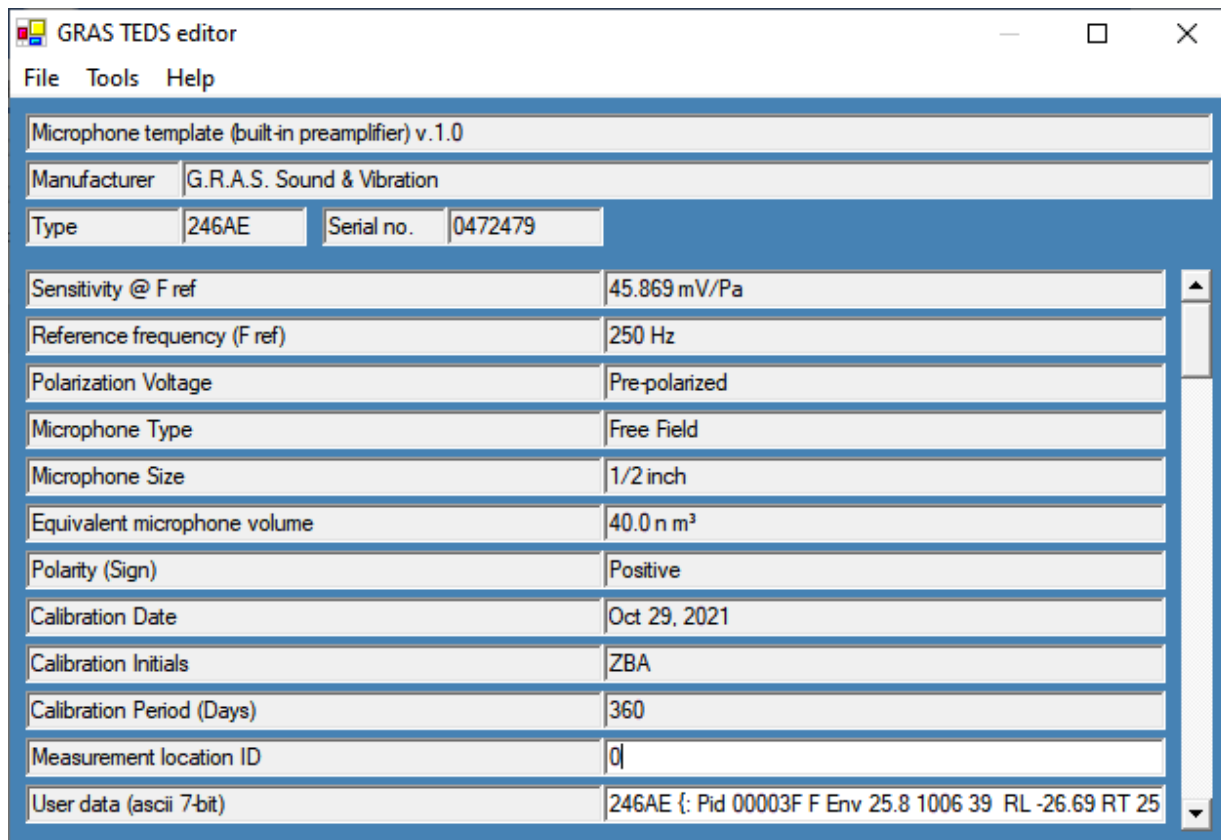 GRAS TEDS editor
File Tools Help
Microphone template (built-in preamplifier) v.1.0
Manufacturer G.R.A.S. Sound & Vibration
Type 246AE Serial no. 0472479
Sensitivity @ F ref 45.869 mV/Pa
Reference frequency (F ref) 250 Hz
Polarization Voltage Pre-polarized
Microphone Type Free Field
Microphone Size 1/2 inch
Equivalent microphone volume 40.0 n m³
Polarity (Sign) Positive
Calibration Date Oct 29, 2021
Calibration Initials ZBA
Calibration Period (Days) 360
Measurement location ID 0
User data (ascii 7-bit) 246AE {: Pid 00003F F Env 25.8 1006 39 RL -26.69 RT 25